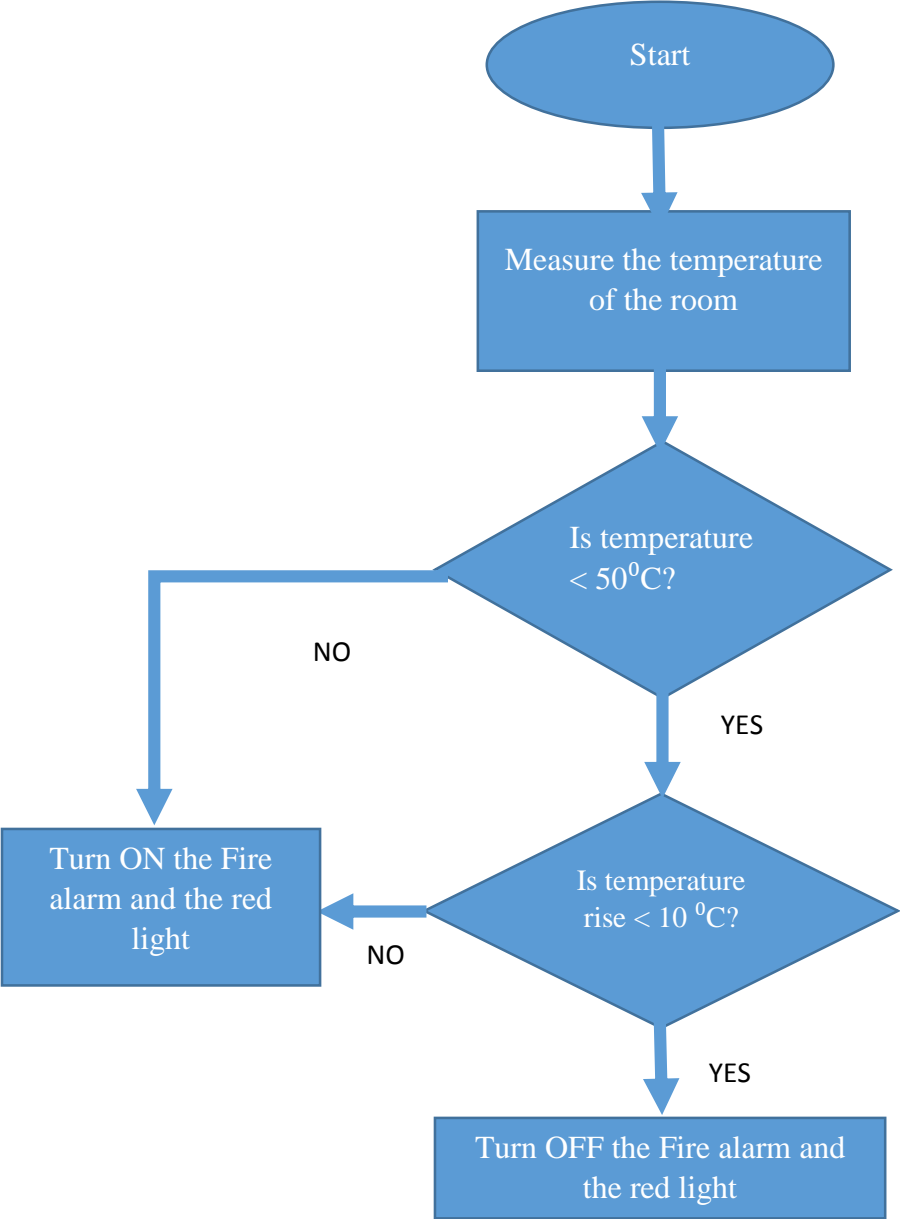 Start
Measure the temperature
of the room
Is temperature
< 50⁰C?
NO
YES
Turn ON the Fire
alarm and the red
light
Is temperature
rise < 10 ⁰C?
NO
YES
Turn OFF the Fire alarm and
the red light